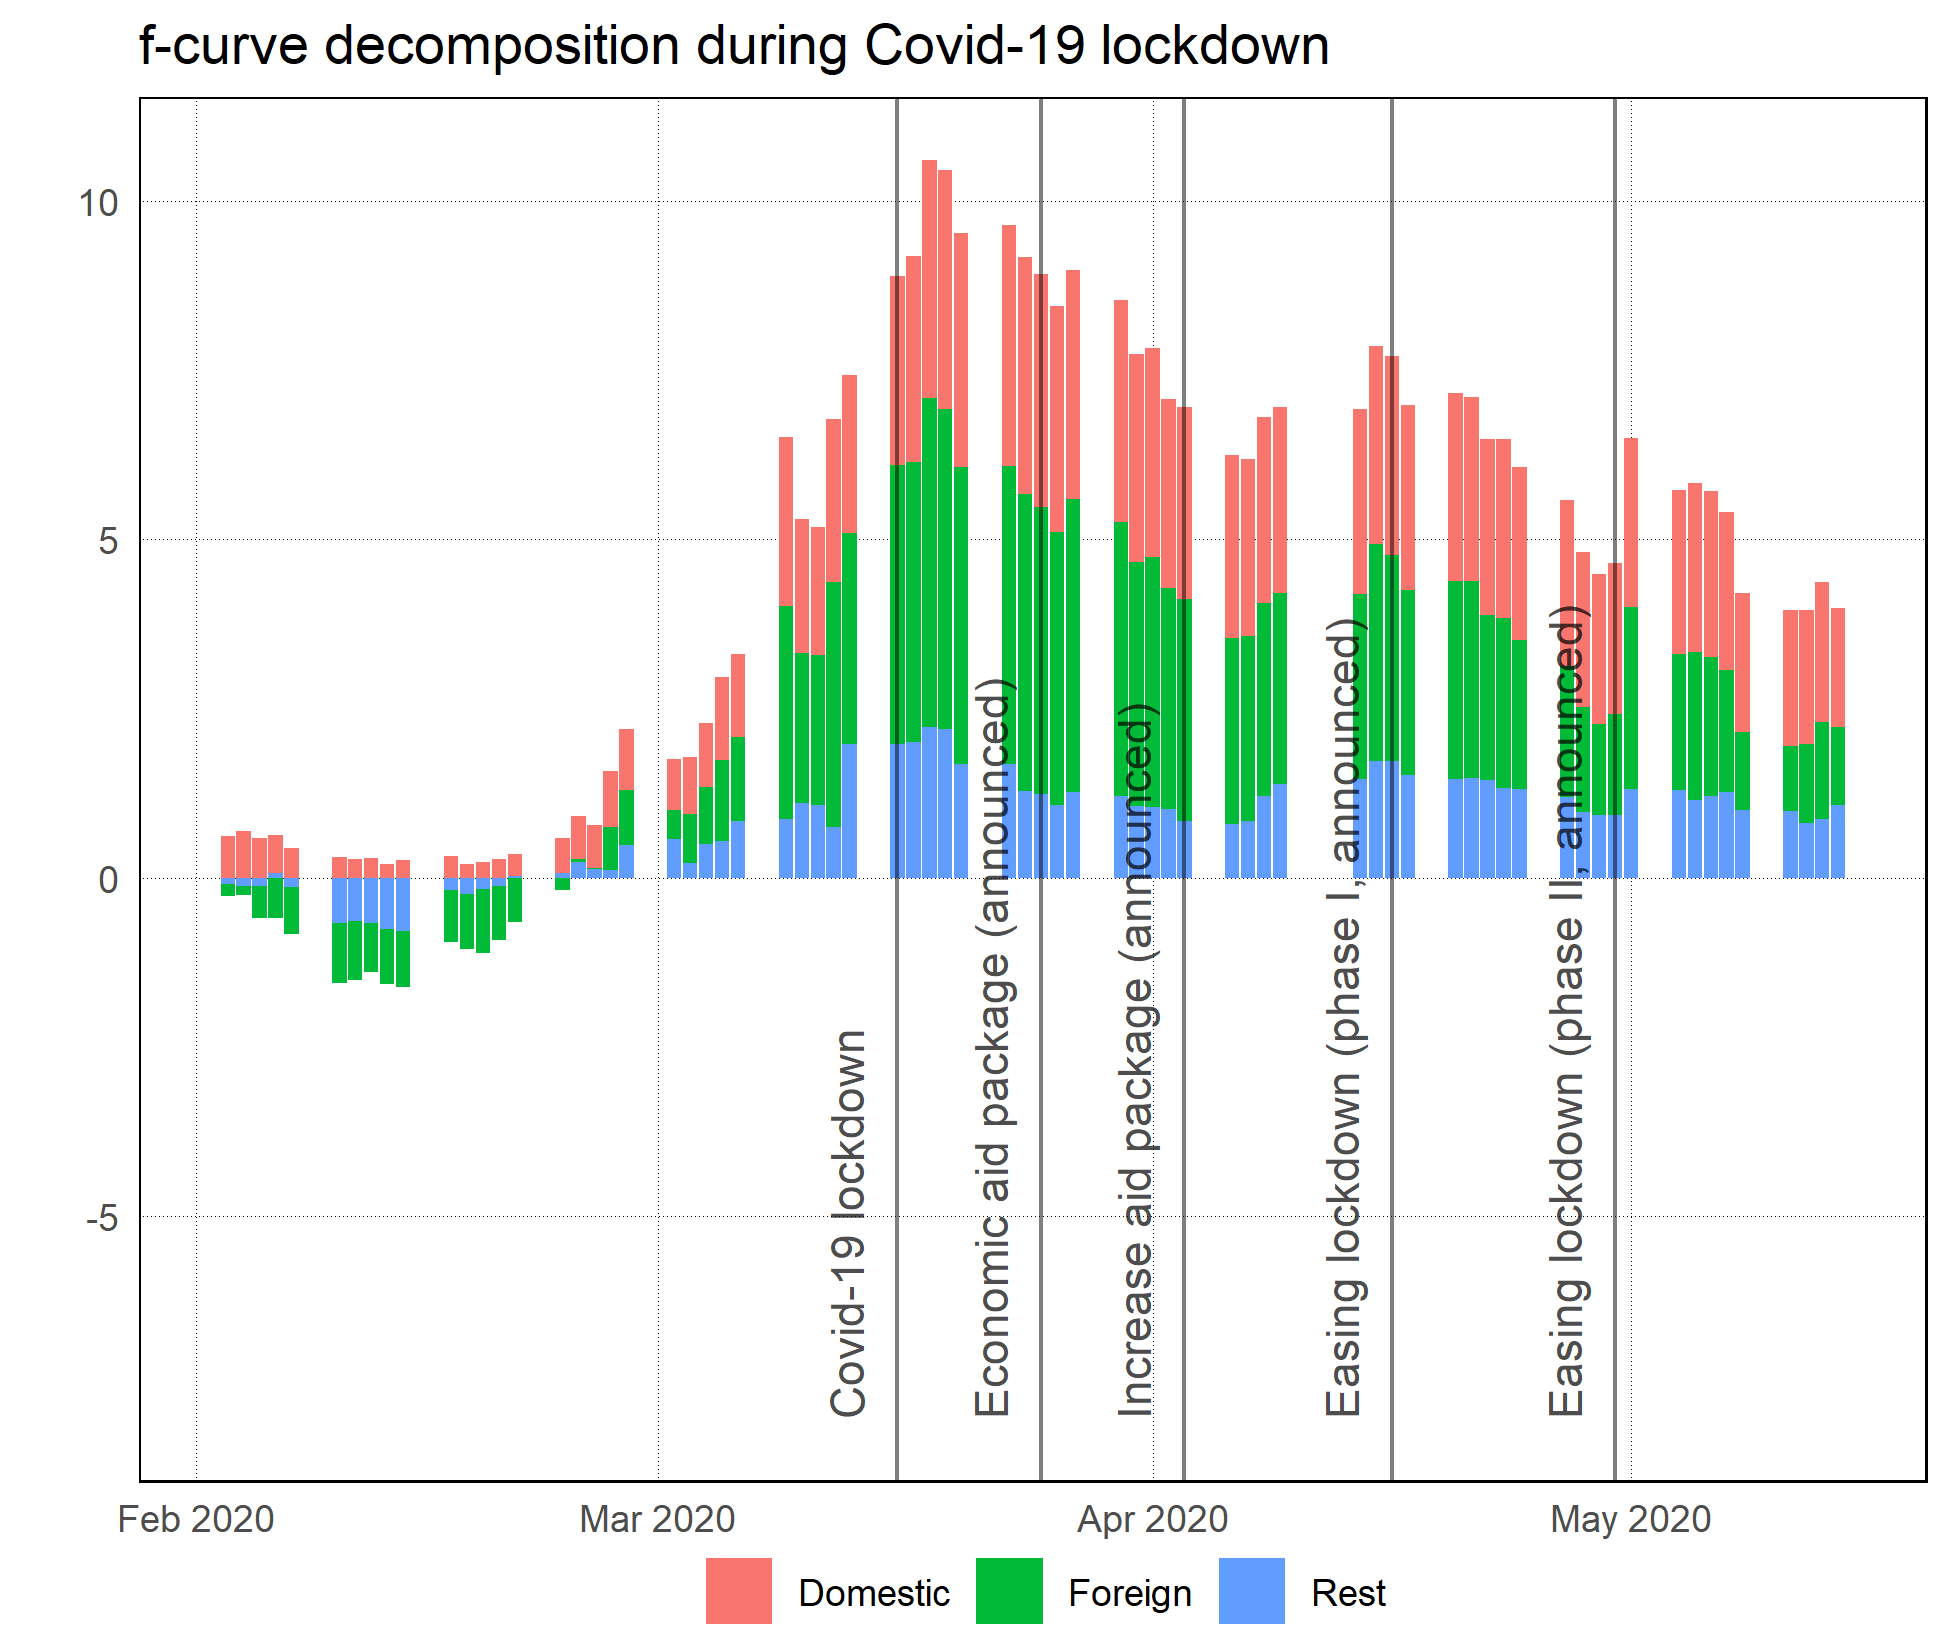 f-curve decomposition during Covid-19 lockdown
10
5
0
-5
Covid-19 lockdown
Economic aid package (announced)
Increase aid package (announced)
Easing lockdown (phase I, announced)
Easing lockdown (phase II, announced)
Feb 2020
Mar 2020
Apr 2020
May 2020
Domestic
Foreign
Rest